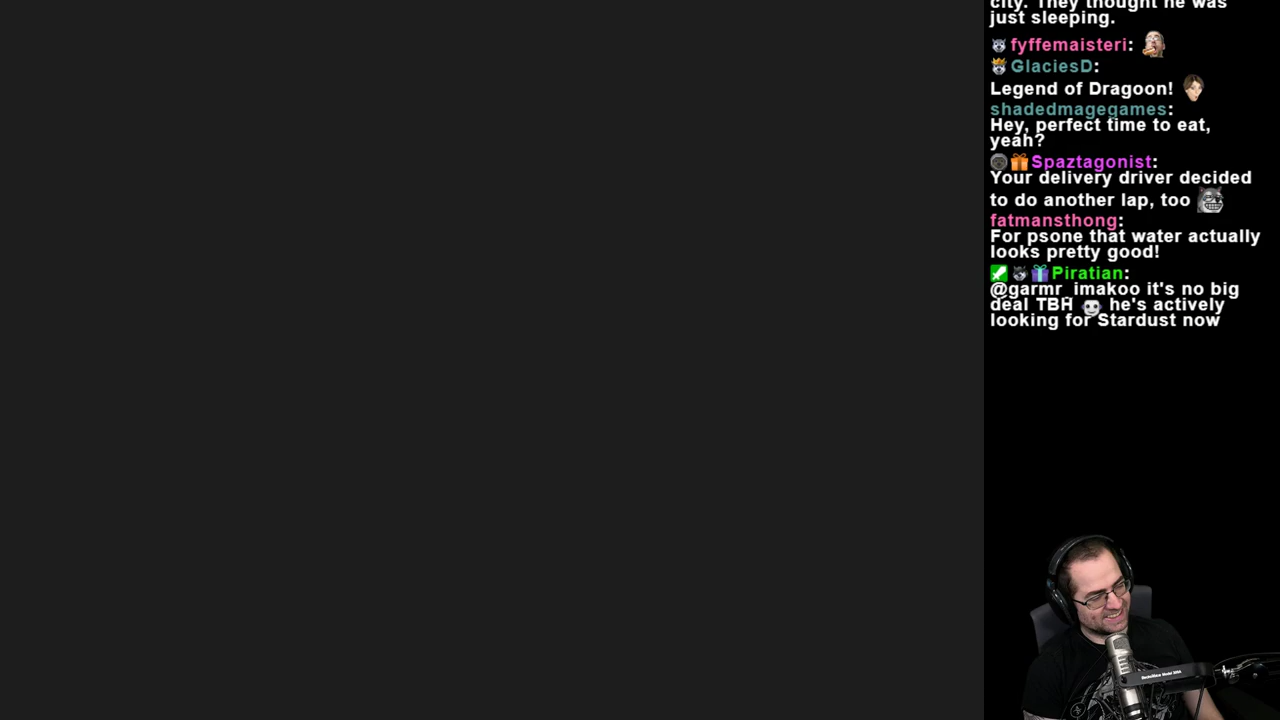 city. They thought he was
just sleeping.
fyffemaisteri:
GlaciesD:
Legend of Dragoon!
shadedmagegames:
Hey, perfect time to eat,
yeah?
Spaztagonist:
Your delivery driver decided
to do another lap, too
fatmansthong:
For psone that water actually
looks pretty good!
Piratian:
@garmr_imakoo it's no big
deal TBH he's actively
looking for Stardust now